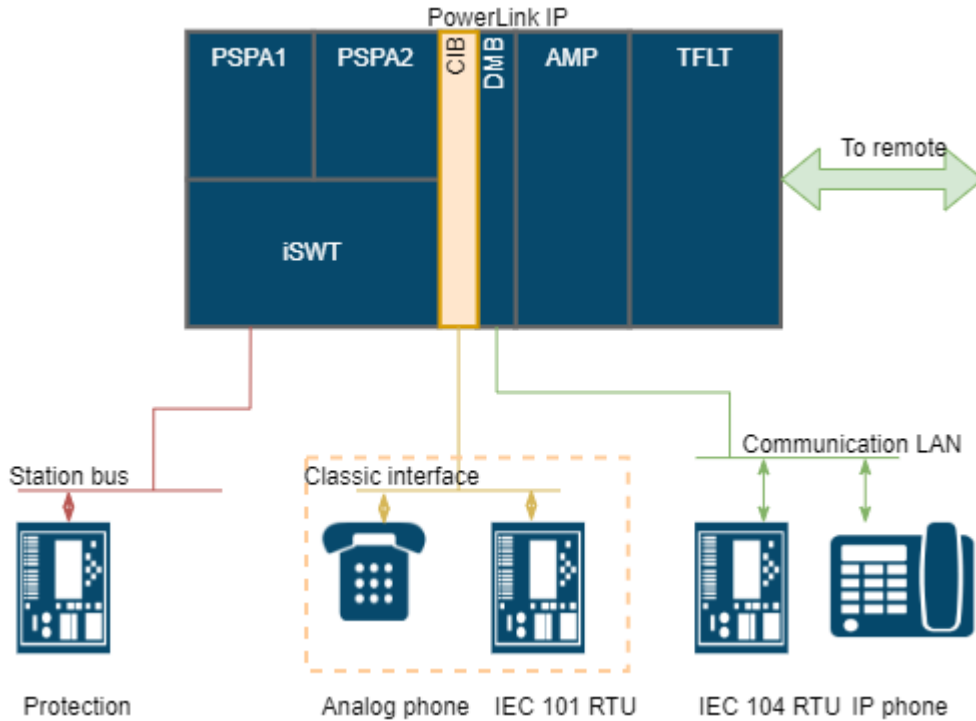 PowerLink IP
PSPA1
PSPA2
CIB
DMB
AMP
TFLT
iSWT
To remote
Communication LAN
Station bus
Classic interface
Protection
Analog phone
IEC 101 RTU
IEC 104 RTU
IP phone